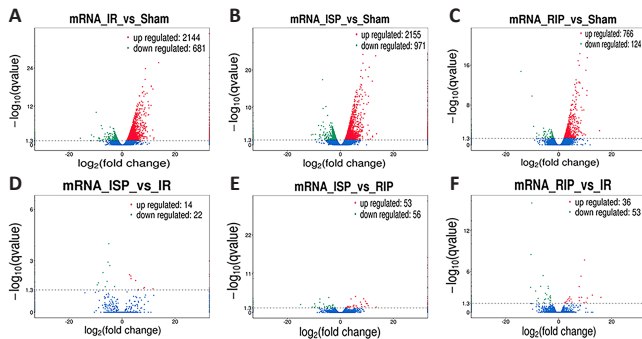 A
mRNA_IR_vs_Sham
up regulated: 2144
down regulated: 681
−log10(qvalue)
24
12
1.3
0
-20
0
20
log2(fold change)
B
mRNA_ISP_vs_Sham
up regulated: 2155
down regulated: 971
−log10(qvalue)
20
10
1.3
0
-20
0
20
log2(fold change)
C
mRNA_RIP_vs_Sham
up regulated: 766
down regulated: 124
−log10(qvalue)
16
8
1.3
0
-20
0
20
log2(fold change)
D
mRNA_ISP_vs_IR
up regulated: 14
down regulated: 22
−log10(qvalue)
6
3
1.3
0
-20
0
20
log2(fold change)
E
mRNA_ISP_vs_RIP
up regulated: 53
down regulated: 56
−log10(qvalue)
22
11
1.3
0
-20
0
20
log2(fold change)
F
mRNA_RIP_vs_IR
up regulated: 36
down regulated: 53
−log10(qvalue)
12
6
1.3
0
-20
0
20
log2(fold change)